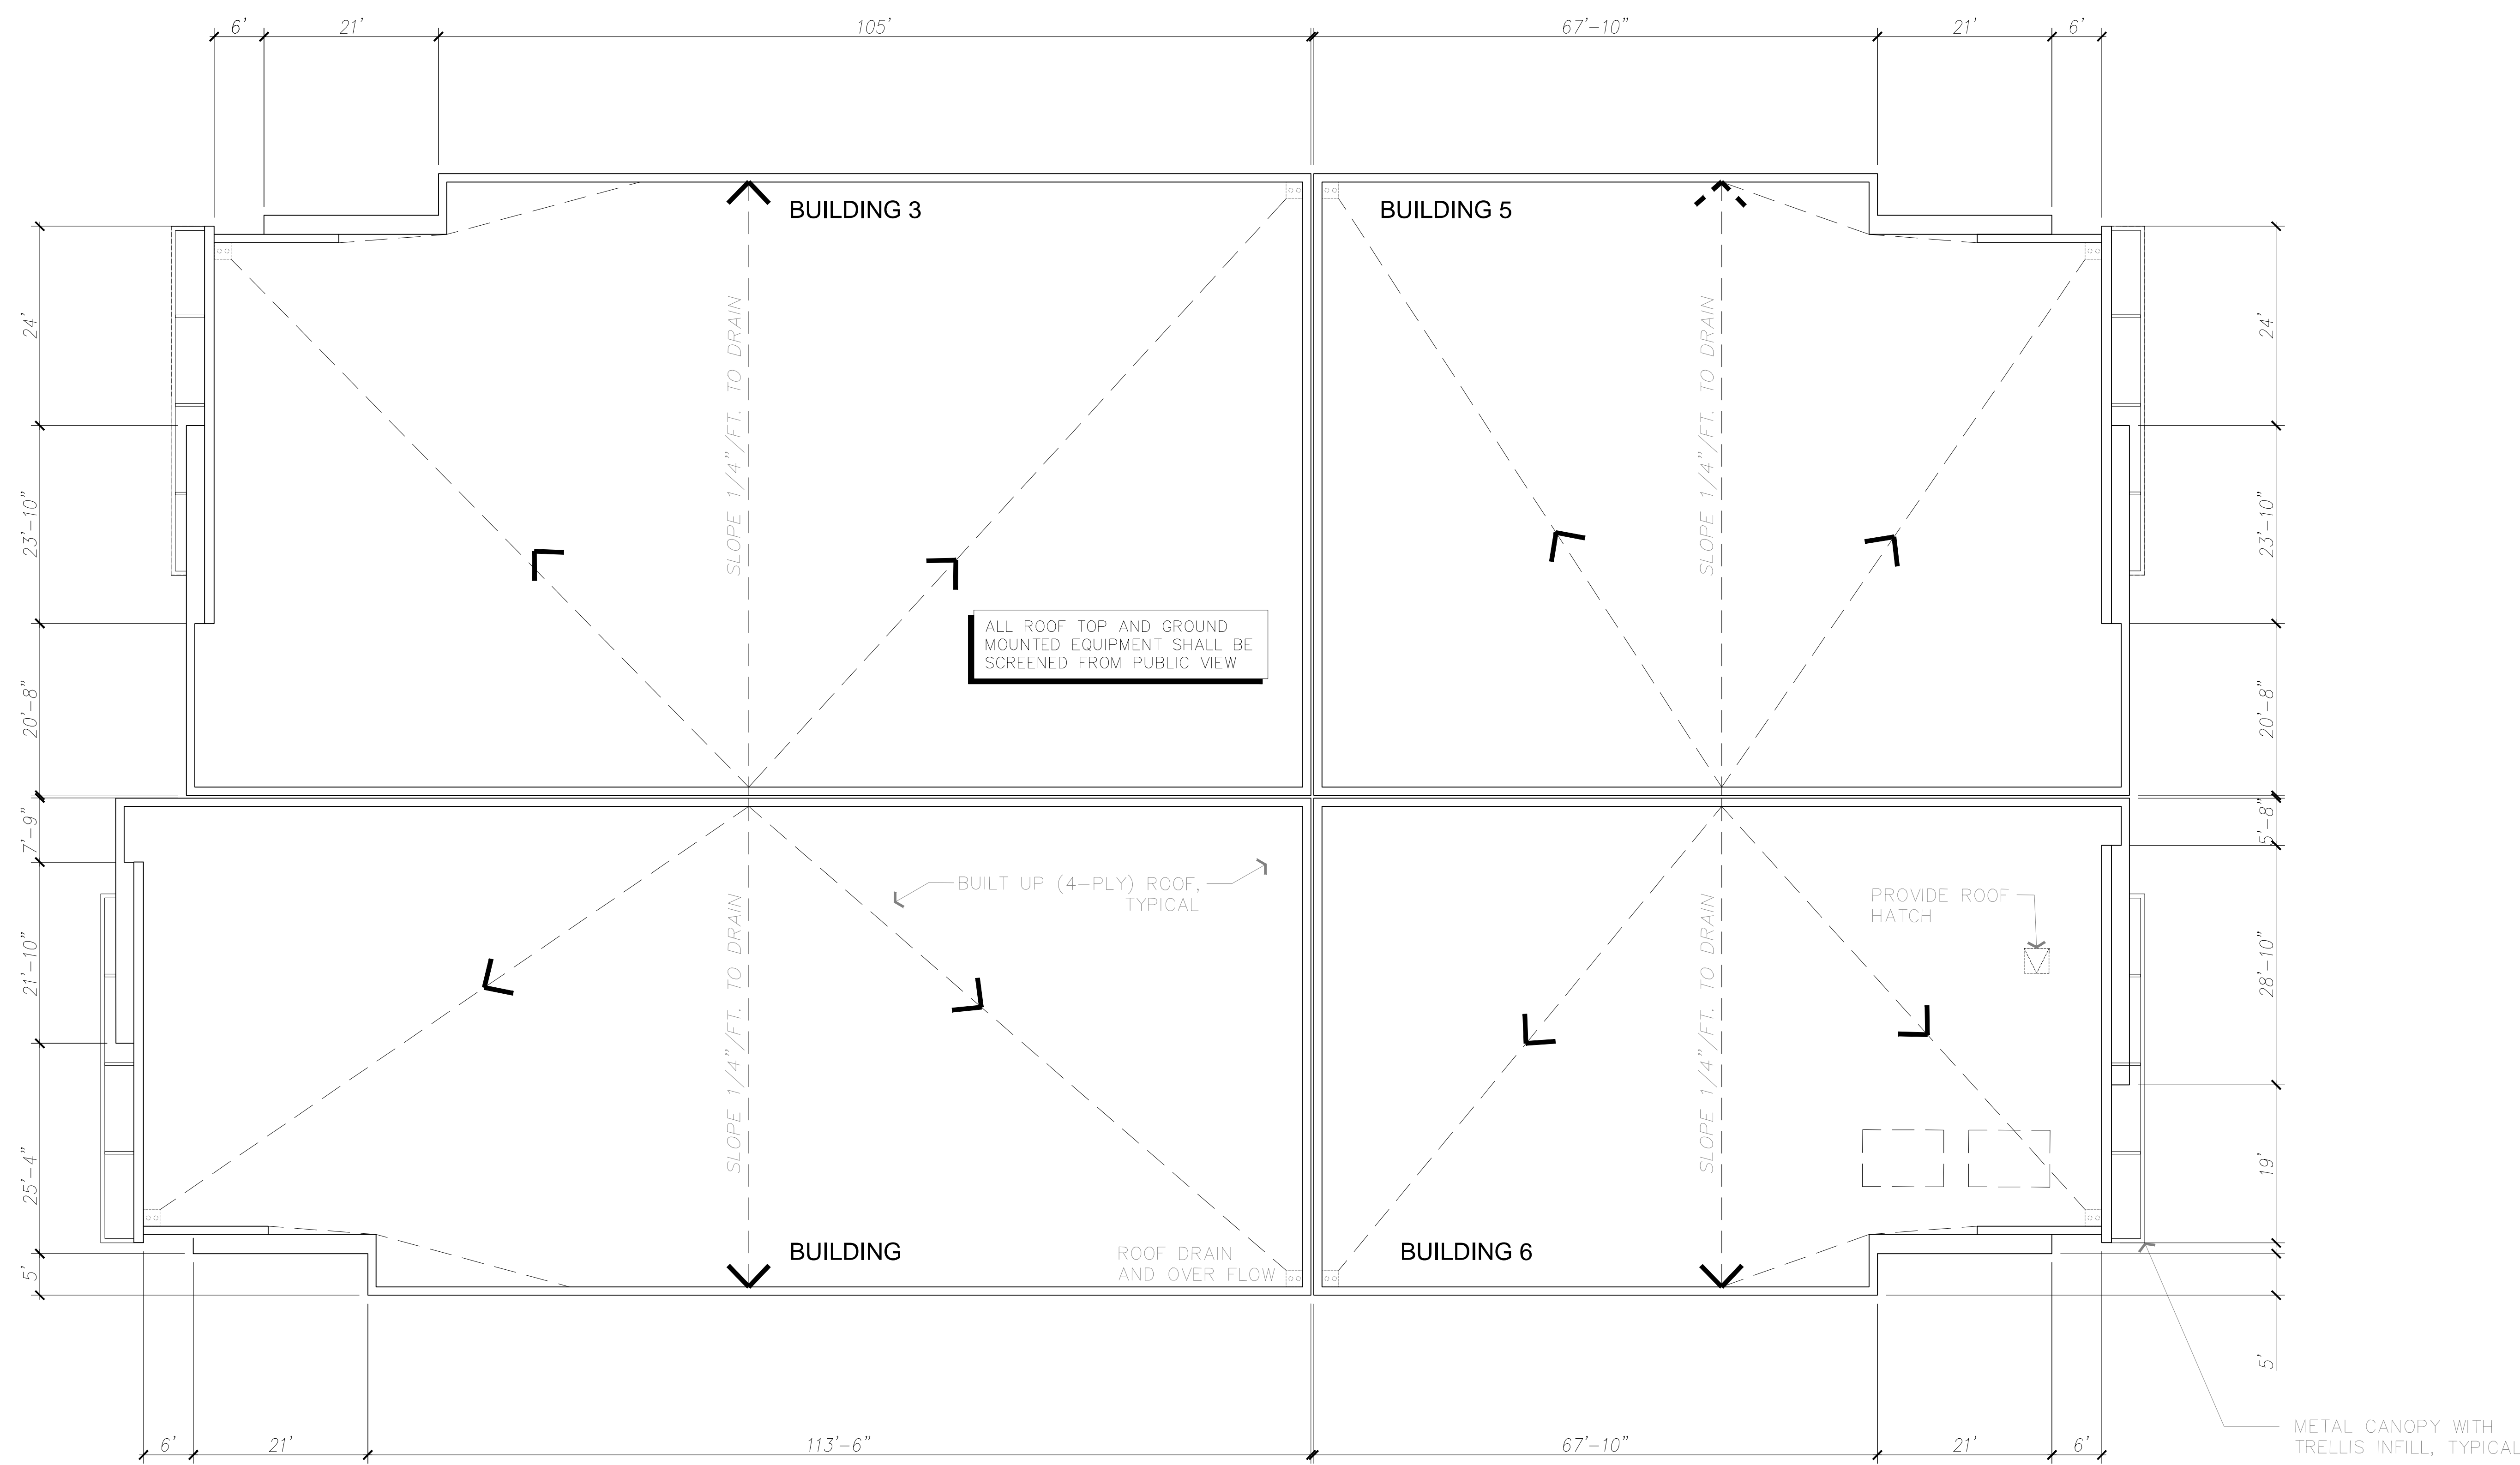 6' 21' 105' 67'-10" 21' 6'
BUILDING 3
BUILDING 5
24'
SLOPE 1/4"/FT. TO DRAIN
SLOPE 1/4"/FT. TO DRAIN
24'
23'-10"
23'-10"
ALL ROOF TOP AND GROUND
MOUNTED EQUIPMENT SHALL BE
SCREENED FROM PUBLIC VIEW
20'-8"
20'-8"
7'-9"
5'-8"
BUILT UP (4-PLY) ROOF,
TYPICAL
PROVIDE ROOF
HATCH
21'-10"
28'-10"
SLOPE 1/4"/FT. TO DRAIN
SLOPE 1/4"/FT. TO DRAIN
25'-4"
19'
BUILDING
ROOF DRAIN
AND OVER FLOW
BUILDING 6
5'
5'
METAL CANOPY WITH
TRELLIS INFILL, TYPICAL
6' 21' 113'-6" 67'-10" 21' 6'